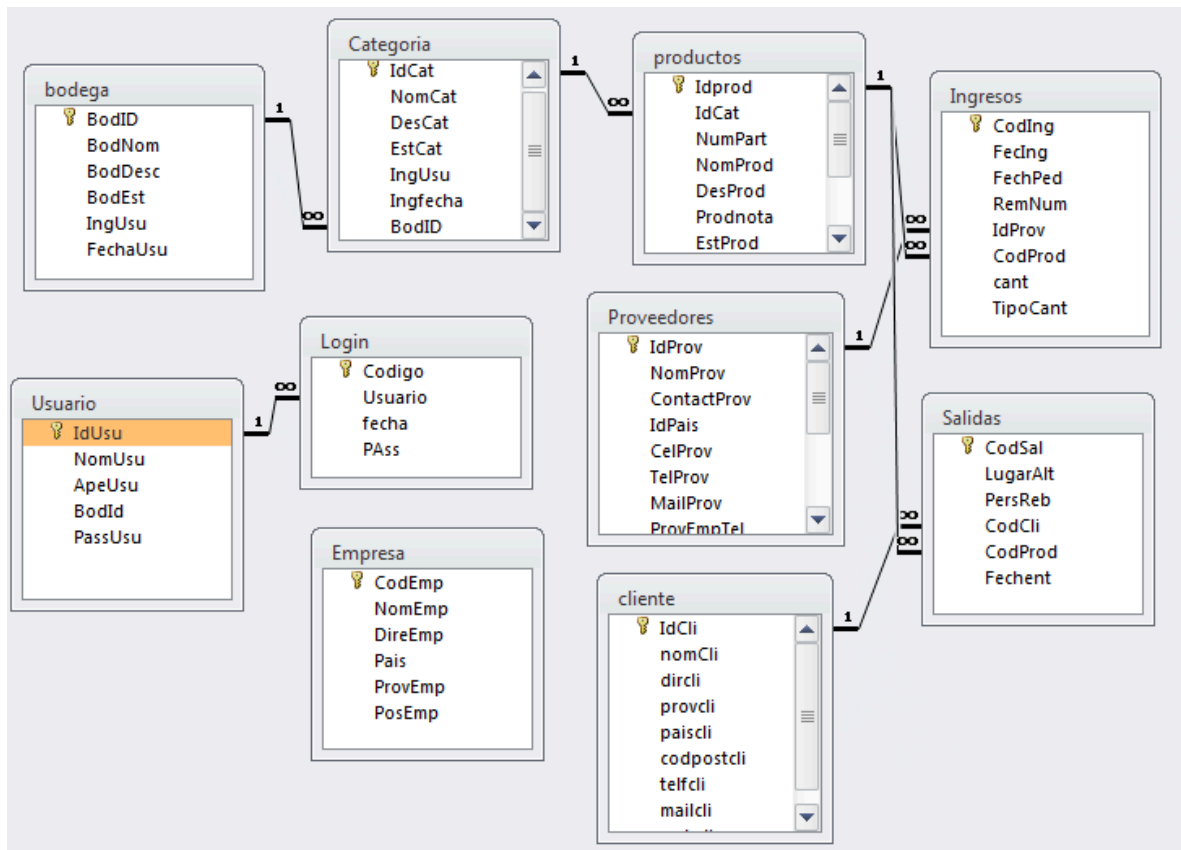 bodega
BodID
BodNom
BodDesc
BodEst
IngUsu
FechaUsu
1
∞
Categoria
IdCat
NomCat
DesCat
EstCat
IngUsu
Ingfecha
BodID
1
∞
productos
Idprod
IdCat
NumPart
NomProd
DesProd
Prodnota
EstProd
1
∞
∞
Ingresos
CodIng
FecIng
FechPed
RemNum
IdProv
CodProd
cant
TipoCant
Usuario
IdUsu
NomUsu
ApeUsu
BodId
PassUsu
1
∞
Login
Codigo
Usuario
fecha
PAss
Proveedores
IdProv
NomProv
ContactProv
IdPais
CelProv
TelProv
MailProv
ProvEmpTel
1
∞
∞
Salidas
CodSal
LugarAlt
PersReb
CodCli
CodProd
Fechent
Empresa
CodEmp
NomEmp
DireEmp
Pais
ProvEmp
PosEmp
cliente
IdCli
nomCli
dircli
provcli
paiscli
codpostcli
telfcli
mailcli
1